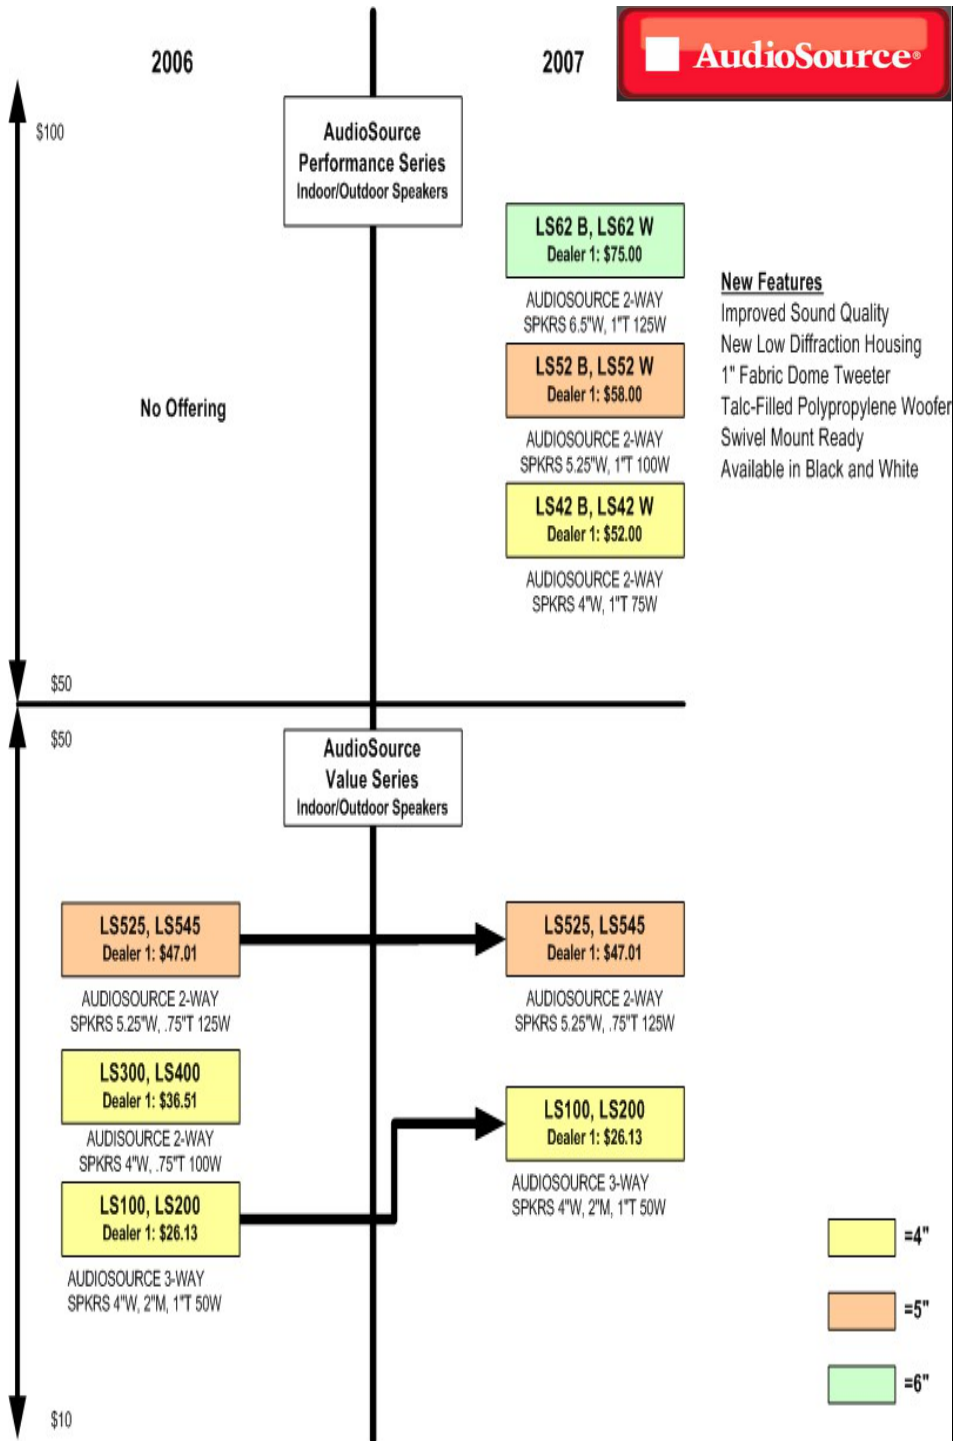 2006
2007
AudioSource®
$100
AudioSource
Performance Series
Indoor/Outdoor Speakers
LS62 B, LS62 W
Dealer 1: $75.00
AUDIOSOURCE 2-WAY
SPKRS 6.5"W, 1"T 125W
New Features
Improved Sound Quality
New Low Diffraction Housing
1" Fabric Dome Tweeter
Talc-Filled Polypropylene Woofer
Swivel Mount Ready
Available in Black and White
LS52 B, LS52 W
Dealer 1: $58.00
AUDIOSOURCE 2-WAY
SPKRS 5.25"W, 1"T 100W
No Offering
LS42 B, LS42 W
Dealer 1: $52.00
AUDIOSOURCE 2-WAY
SPKRS 4"W, 1"T 75W
$50
$50
AudioSource
Value Series
Indoor/Outdoor Speakers
LS525, LS545
Dealer 1: $47.01
AUDIOSOURCE 2-WAY
SPKRS 5.25"W, .75"T 125W
LS525, LS545
Dealer 1: $47.01
AUDIOSOURCE 2-WAY
SPKRS 5.25"W, .75"T 125W
LS300, LS400
Dealer 1: $36.51
AUDISOURCE 2-WAY
SPKRS 4"W, .75"T 100W
LS100, LS200
Dealer 1: $26.13
AUDIOSOURCE 3-WAY
SPKRS 4"W, 2"M, 1"T 50W
LS100, LS200
Dealer 1: $26.13
AUDIOSOURCE 3-WAY
SPKRS 4"W, 2"M, 1"T 50W
=4"
=5"
=6"
$10